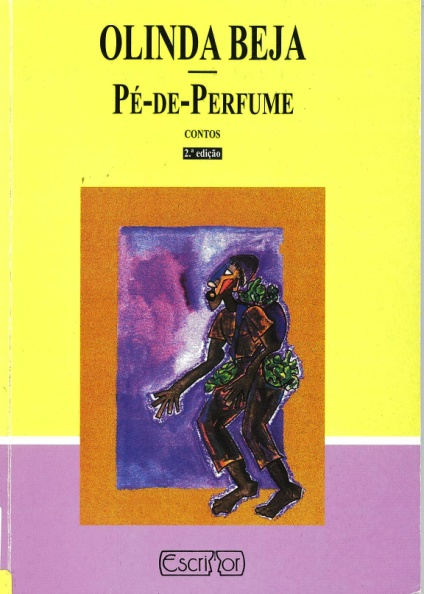 OLINDA BEJA
PÉ-DE-PERFUME
CONTOS
2.ª edição
Escritor